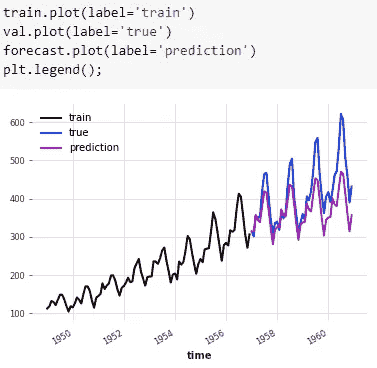 train.plot(label='train')
val.plot(label='true')
forecast.plot(label='prediction')
plt.legend();
train
true
prediction
600
500
400
300
200
100
1950 1952 1954 1956 1958 1960
time